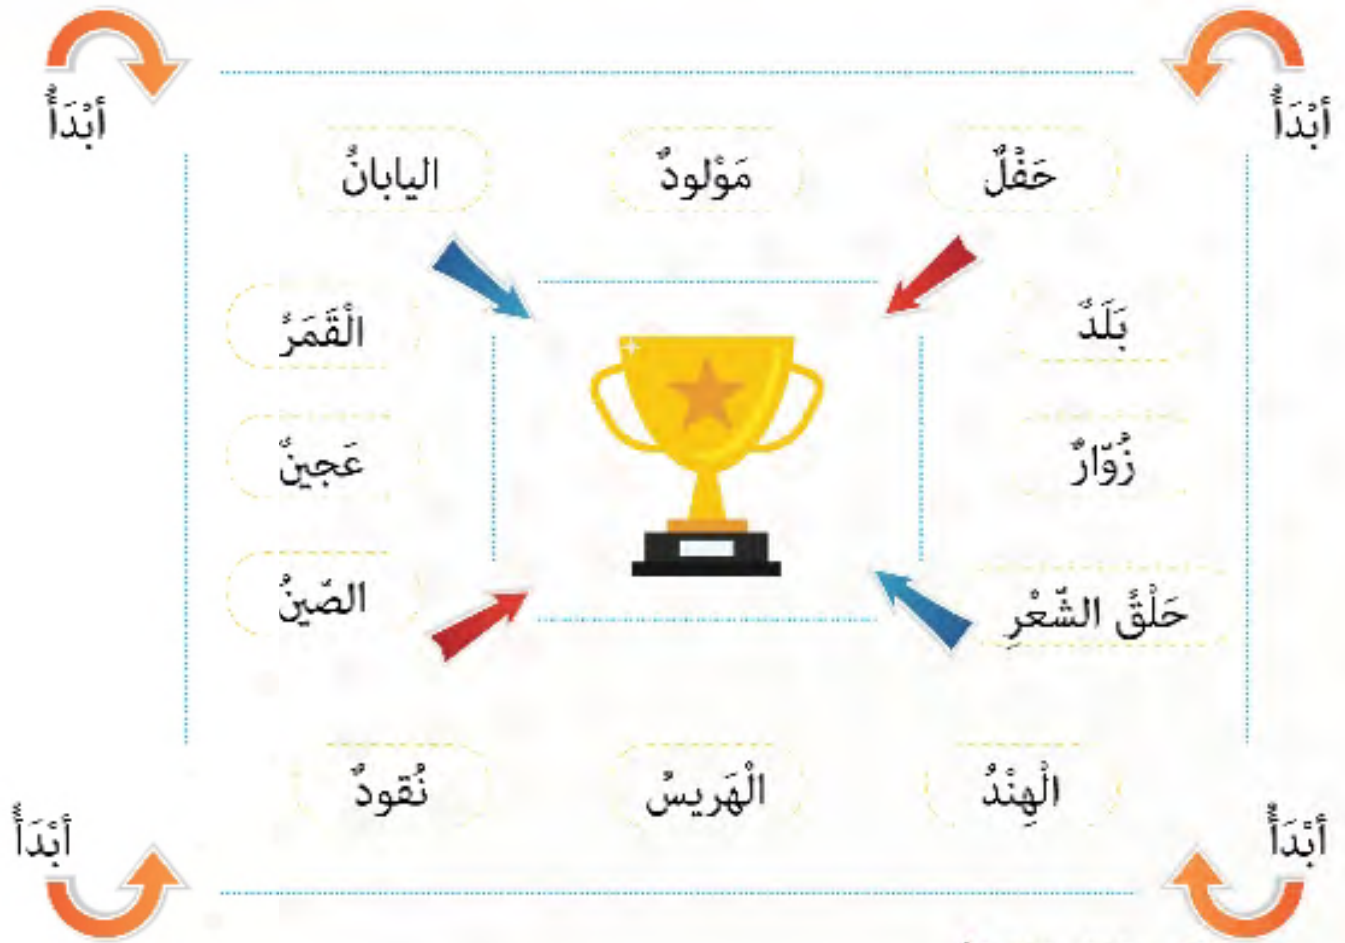 أَبْدَأُ
أَبْدَأُ
حَفْلٌ
مَوْلودٌ
اليابانُ
بَلَدٌ
الْقَمَرُ
زُوّارٌ
عَجينٌ
حَلْقُ الشَّعْرِ
الصّينُ
الْهِنْدُ
الْهَريسُ
نُقودٌ
أَبْدَأُ
أَبْدَأُ